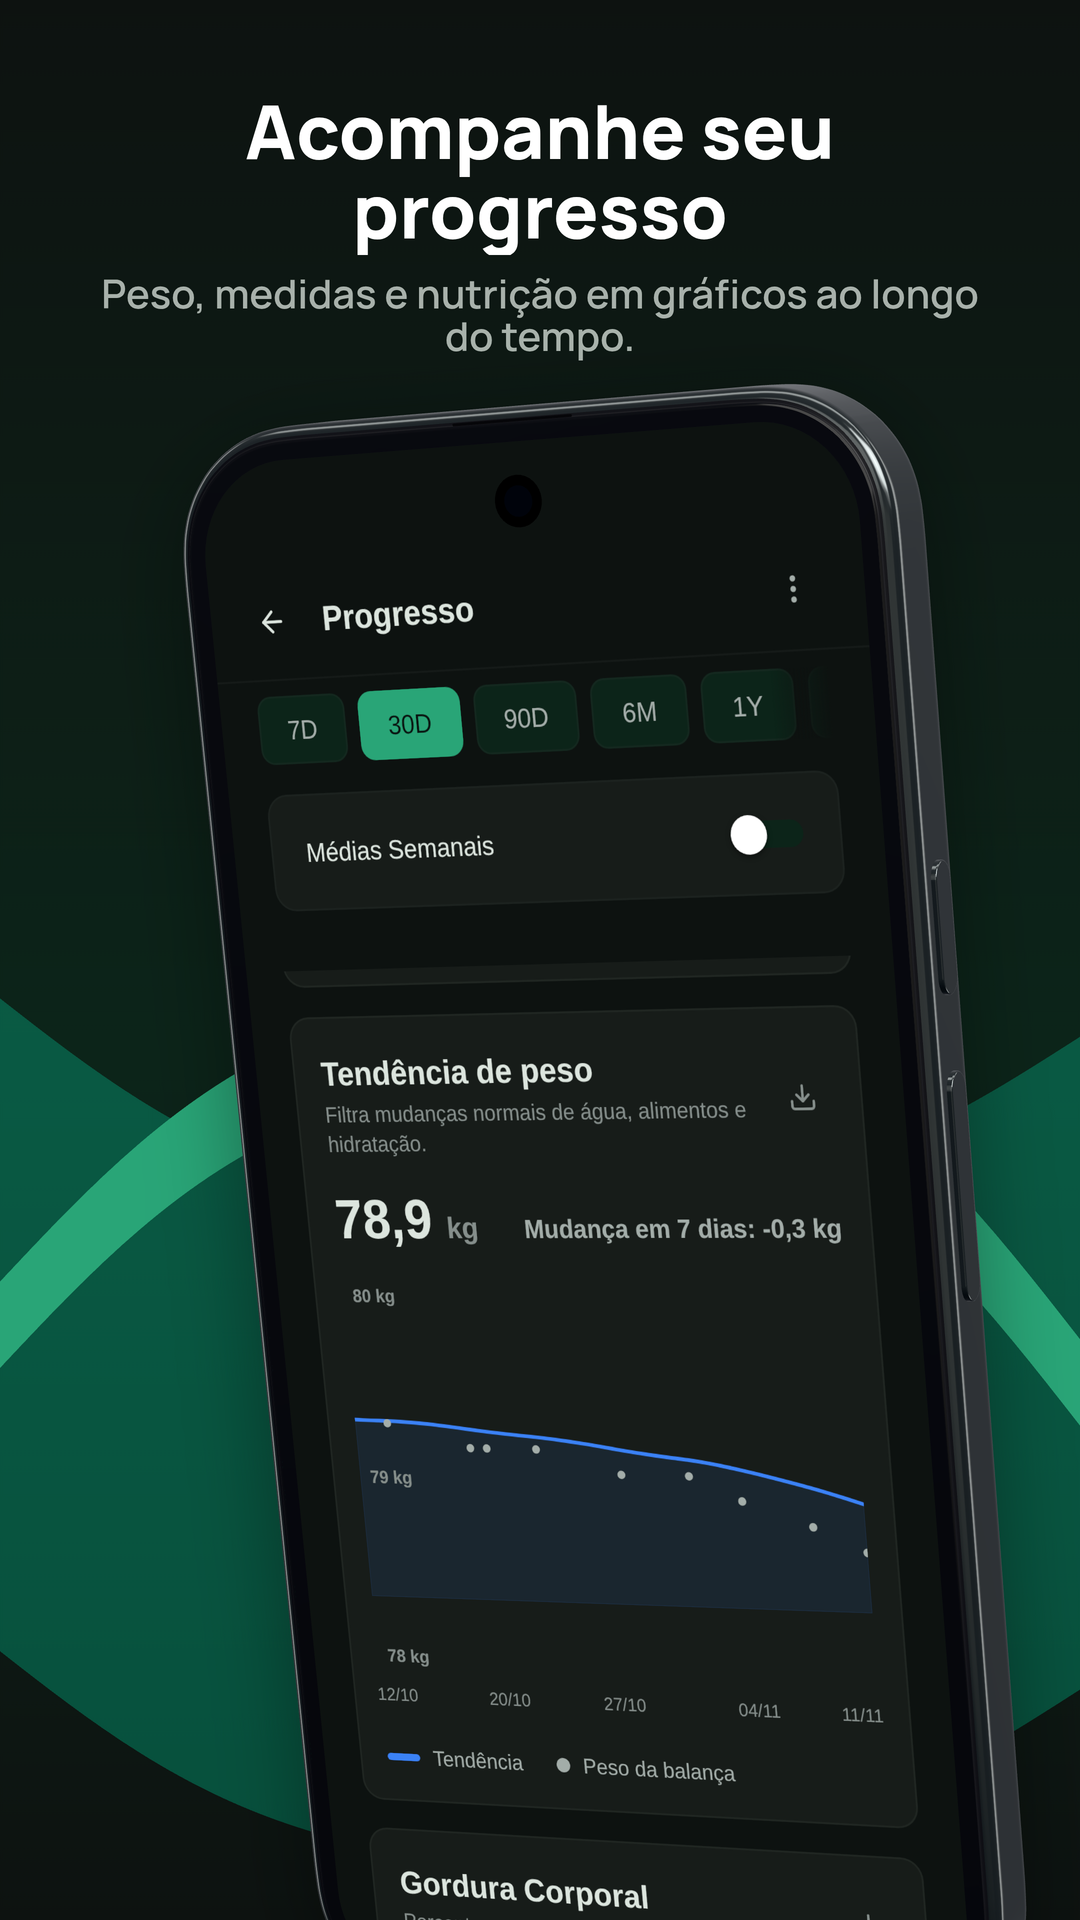 Acompanhe seu
progresso
Peso, medidas e nutrição em gráficos ao longo
do tempo.
Progresso
7D
30D
90D
6M
1Y
Médias Semanais
Tendência de peso
Filtra mudanças normais de água, alimentos e
hidratação.
78,9 kg
Mudança em 7 dias: -0,3 kg
80 kg
79 kg
78 kg
12/10
20/10
27/10
04/11
11/11
Tendência
Peso da balança
Gordura Corporal